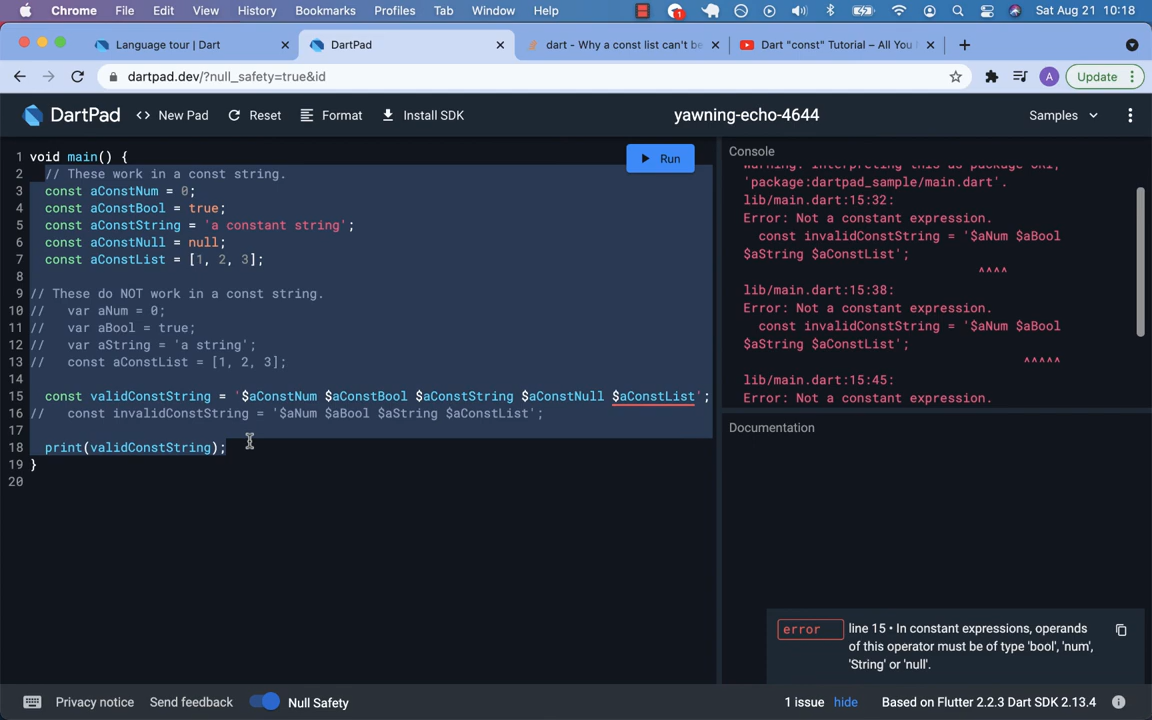 Chrome File Edit View History Bookmarks Profiles Tab Window Help 1 Sat Aug 21 10:18
Language tour | Dart DartPad dart - Why a const list can't be Dart "const" Tutorial – All You
dartpad.dev/?null_safety=true&id A Update
DartPad <> New Pad Reset Format Install SDK yawning-echo-4644 Samples
Run
1 void main() {
2 // These work in a const string.
3 const aConstNum = 0;
4 const aConstBool = true;
5 const aConstString = 'a constant string';
6 const aConstNull = null;
7 const aConstList = [1, 2, 3];
8
9 // These do NOT work in a const string.
10 // var aNum = 0;
11 // var aBool = true;
12 // var aString = 'a string';
13 // const aConstList = [1, 2, 3];
14
15 const validConstString = '$aConstNum $aConstBool $aConstString $aConstNull $aConstList';
16 // const invalidConstString = '$aNum $aBool $aString $aConstList';
17
18 print(validConstString);
19 }
20
Console
Warning: Interpreting this as package URI,
'package:dartpad_sample/main.dart'.
lib/main.dart:15:32:
Error: Not a constant expression.
const invalidConstString = '$aNum $aBool
$aString $aConstList';
^^^^
lib/main.dart:15:38:
Error: Not a constant expression.
const invalidConstString = '$aNum $aBool
$aString $aConstList';
^^^^^
lib/main.dart:15:45:
Error: Not a constant expression.
Documentation
error line 15 • In constant expressions, operands
of this operator must be of type 'bool', 'num',
'String' or 'null'.
Privacy notice Send feedback Null Safety 1 issue hide Based on Flutter 2.2.3 Dart SDK 2.13.4